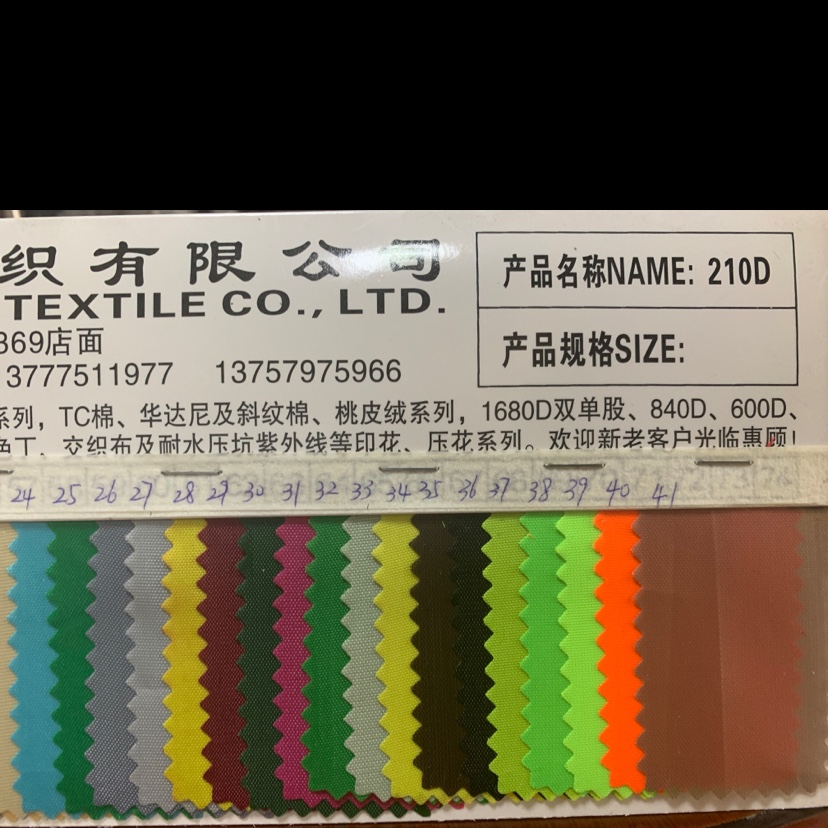 织有限公司
TEXTILE CO., LTD.
369店面
13777511977 13757975966
产品名称NAME: 210D
产品规格SIZE:
系列，TC棉、华达尼及斜纹棉、桃皮绒系列，1680D双单股、840D、600D、
色丁、交织布及耐水压坑紫外线等印花、压花系列。欢迎新老客户光临惠顾！
24 25 26 27 28 29 30 31 32 33 34 35 36 37 38 39 40 41